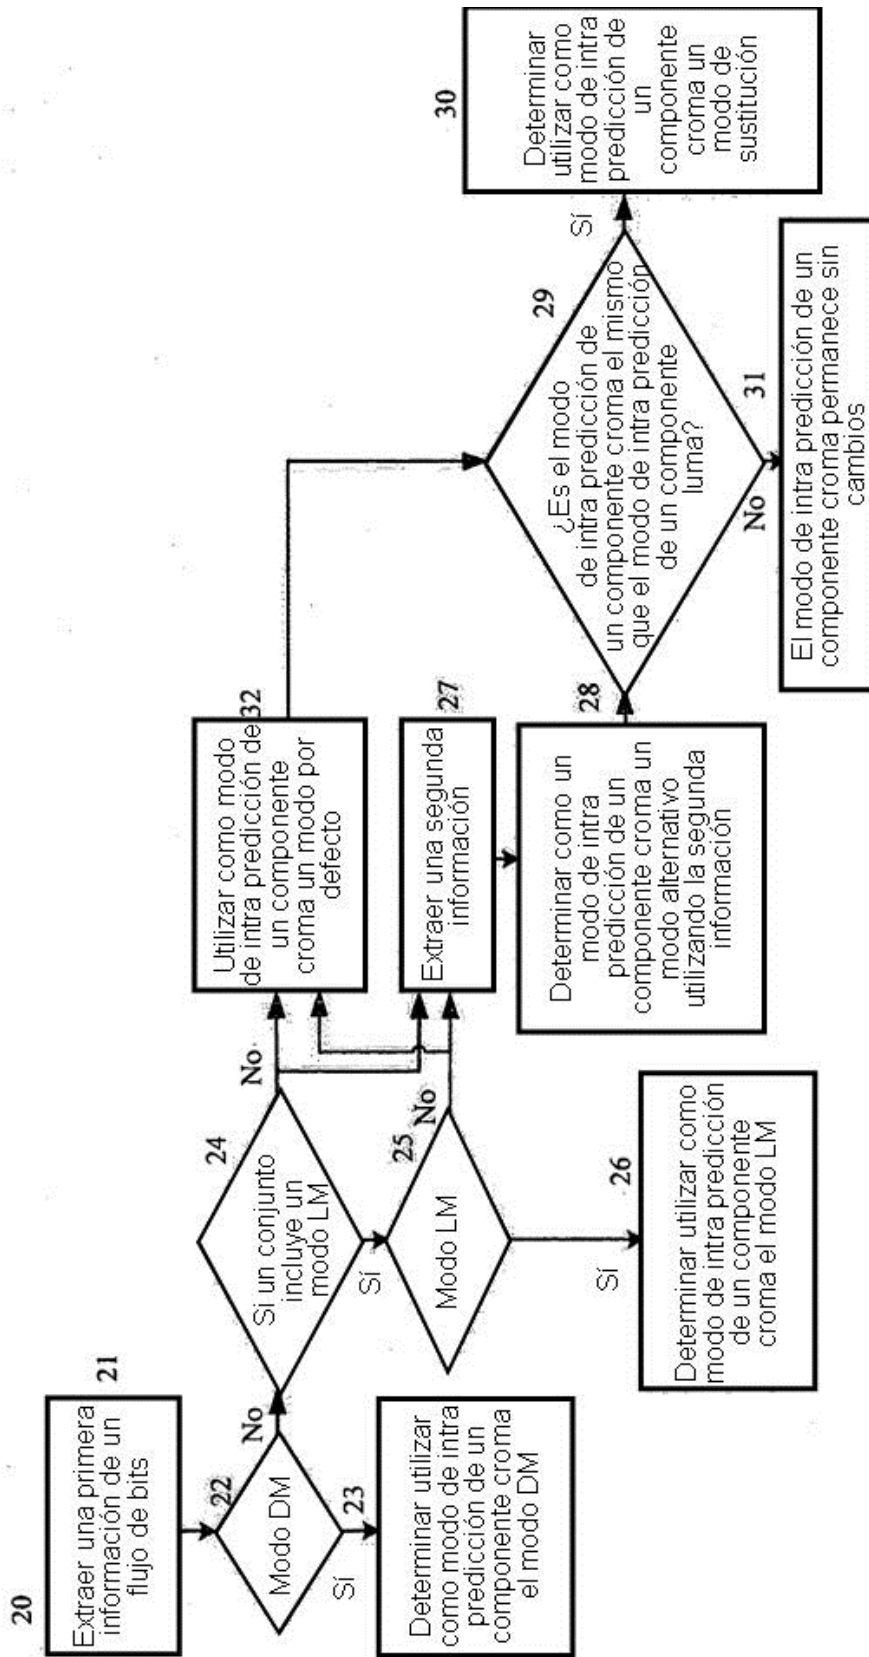 20
21
Extraer una primera
información de un
flujo de bits
22
Modo DM
No
Sí
23
Determinar utilizar
como modo de intra
predicción de un
componente croma
el modo DM
24
Si un conjunto
incluye un
modo LM
No
Sí
25
Modo LM
No
Sí
26
Determinar utilizar como
modo de intra predicción
de un componente
croma el modo LM
32
Utilizar como modo
de intra predicción de
un componente
croma un modo por
defecto
27
Extraer una segunda
información
28
Determinar como un
modo de intra
predicción de un
componente croma un
modo alternativo
utilizando la segunda
información
29
¿Es el modo
de intra predicción de
un componente croma el mismo
que el modo de intra predicción
de un componente
luma?
Sí
No
30
Determinar
utilizar como
modo de intra
predicción de
un
componente
croma un
modo de
sustitución
31
El modo de intra predicción de un
componente croma permanece sin
cambios